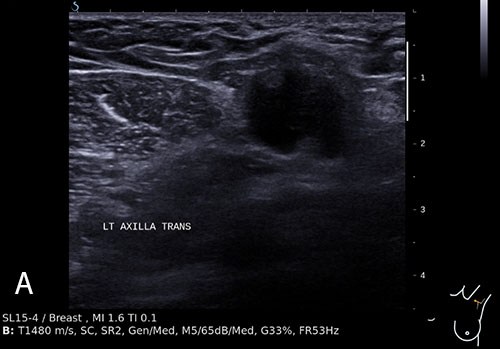 1
2
3
4
LT AXILLA TRANS
A
SL15-4 / Breast , MI 1.6 TI 0.1
B: T1480 m/s, SC, SR2, Gen/Med, M5/65dB/Med, G33%, FR53Hz